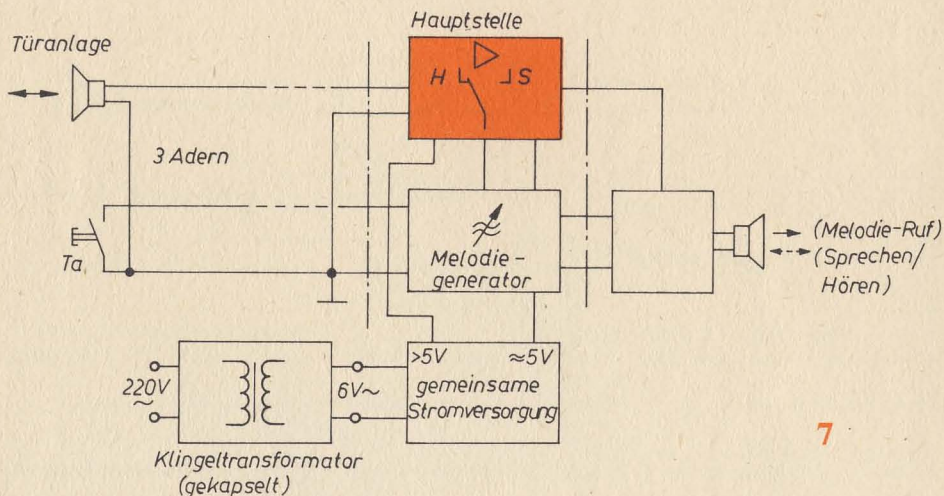 Hauptstelle
Türanlage
H S
3 Adern
Ta
Melodie-
generator
(Melodie-Ruf)
(Sprechen/
Hören)
>5V ≈5V
220V
~
6V~
gemeinsame
Stromversorgung
Klingeltransformator
(gekapselt)
7